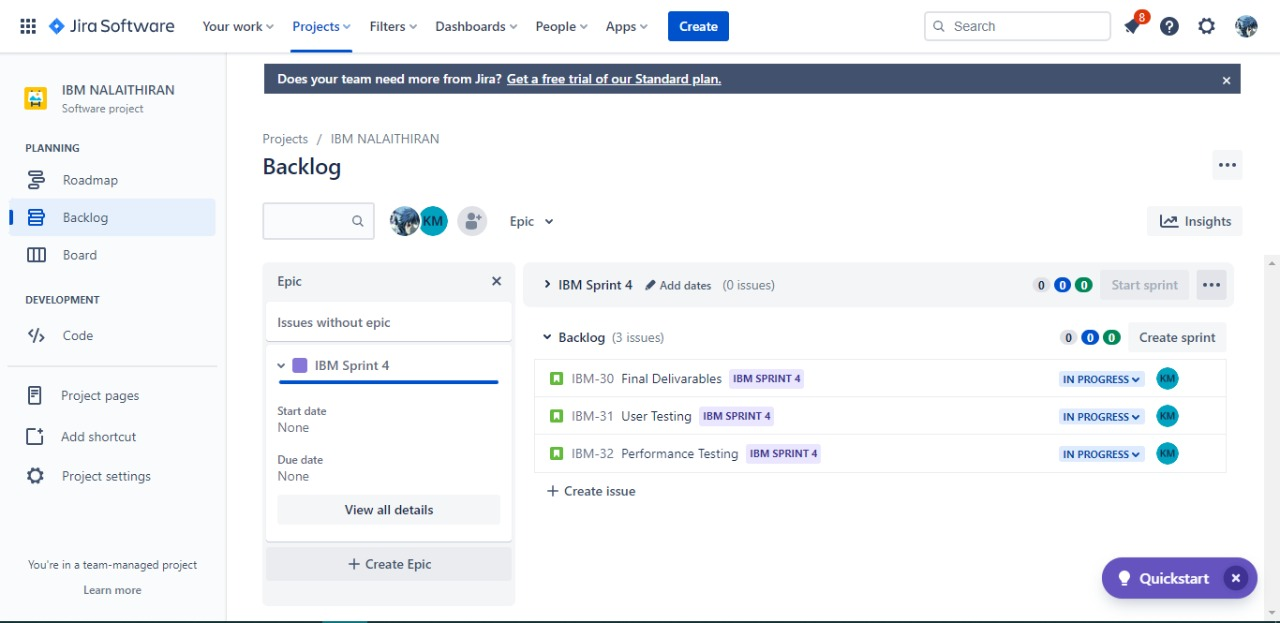 Jira Software Your work Projects Filters Dashboards People Apps Create Search 8
Does your team need more from Jira? Get a free trial of our Standard plan.
IBM NALAITHIRAN
Software project
PLANNING
Roadmap
Backlog
Board
DEVELOPMENT
Code
Project pages
Add shortcut
Project settings
You're in a team-managed project
Learn more
Projects / IBM NALAITHIRAN
Backlog
KM Epic Insights
Epic
Issues without epic
IBM Sprint 4
Start date
None
Due date
None
View all details
Create Epic
IBM Sprint 4 Add dates (0 issues) 0 0 0 Start sprint
Backlog (3 issues) 0 0 0 Create sprint
IBM-30 Final Delivarables IBM SPRINT 4 IN PROGRESS KM
IBM-31 User Testing IBM SPRINT 4 IN PROGRESS KM
IBM-32 Performance Testing IBM SPRINT 4 IN PROGRESS KM
Create issue
Quickstart